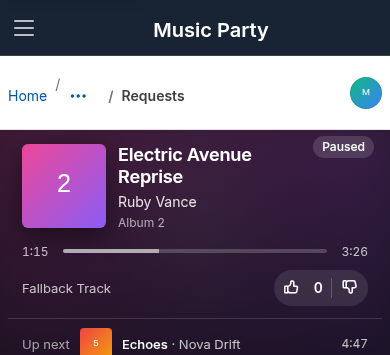 Music Party
Home / ••• / Requests
M
Paused
2
Electric Avenue
Reprise
Ruby Vance
Album 2
1:15
3:26
Fallback Track
0
Up next
5
Echoes · Nova Drift
4:47